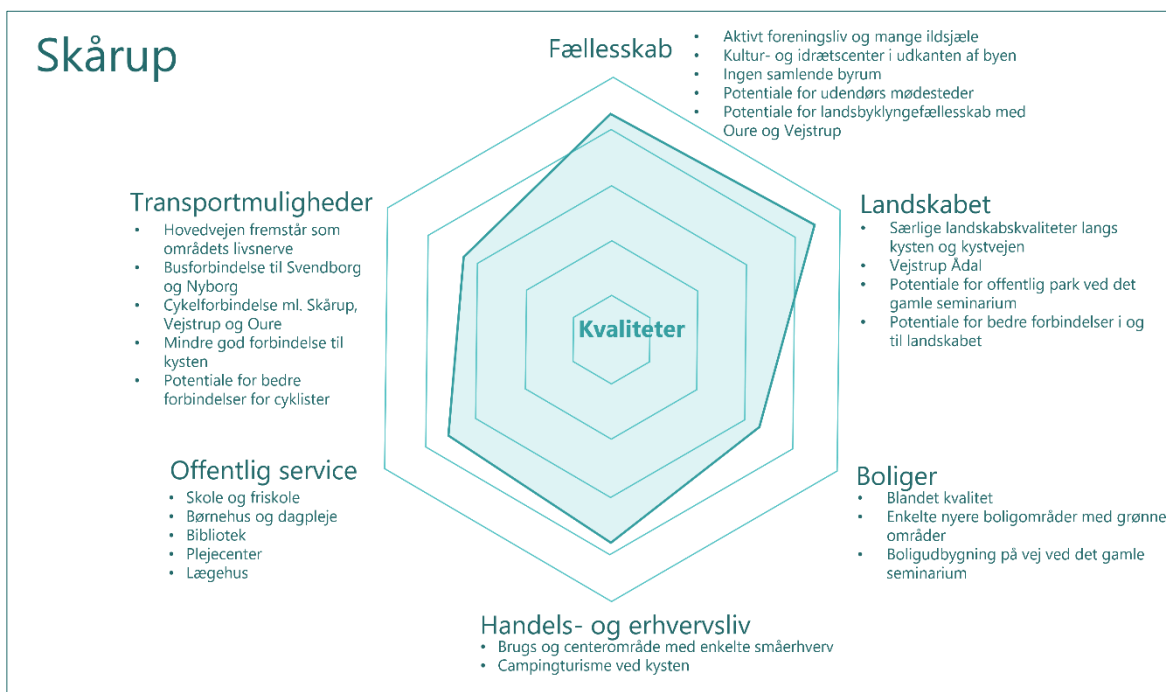 Skårup
Fællesskab
• Aktivt foreningsliv og mange ildsjæle
• Kultur- og idrætscenter i udkanten af byen
• Ingen samlende byrum
• Potentiale for udendørs mødesteder
• Potentiale for landsbyklyngefællesskab med
Oure og Vejstrup
Transportmuligheder
• Hovedvejen fremstår som
områdets livsnerve
• Busforbindelse til Svendborg
og Nyborg
• Cykelforbindelse ml. Skårup,
Vejstrup og Oure
• Mindre god forbindelse til
kysten
• Potentiale for bedre
forbindelser for cyklister
Landskabet
• Særlige landskabskvaliteter langs
kysten og kystvejen
• Vejstrup Ådal
• Potentiale for offentlig park ved det
gamle seminarium
• Potentiale for bedre forbindelser i og
til landskabet
Kvaliteter
Offentlig service
• Skole og friskole
• Børnehus og dagpleje
• Bibliotek
• Plejecenter
• Lægehus
Boliger
• Blandet kvalitet
• Enkelte nyere boligområder med grønne
områder
• Boligudbygning på vej ved det gamle
seminarium
Handels- og erhvervsliv
• Brugs og centerområde med enkelte småerhverv
• Campingturisme ved kysten